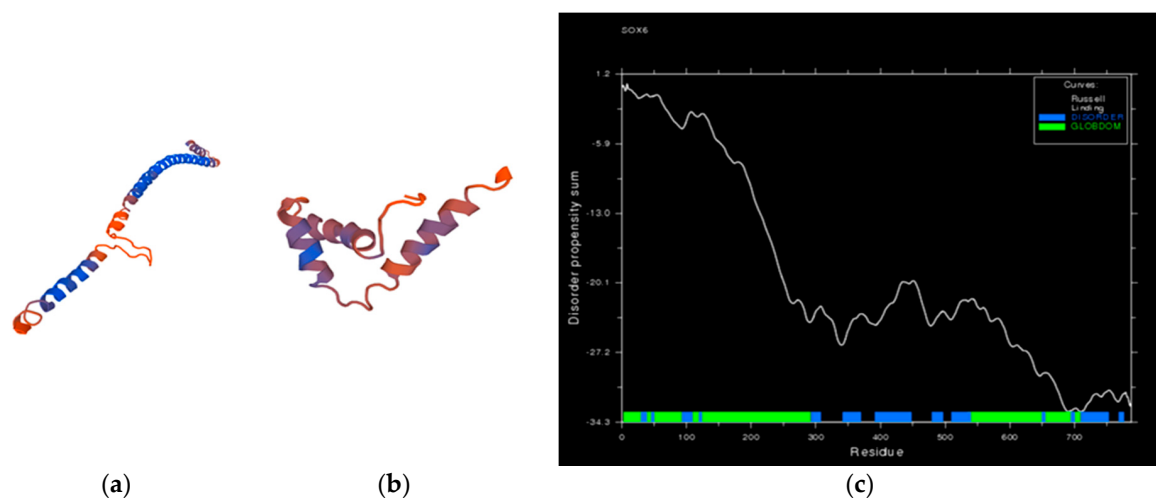 SOX6
Curves:
Russell
Linding
DISORDER
GLOBDOM
Disorder propensity sum
1.2
-5.9
-13.0
-20.1
-27.2
-34.3
0 100 200 300 400 500 600 700
Residue
(a) (b) (c)